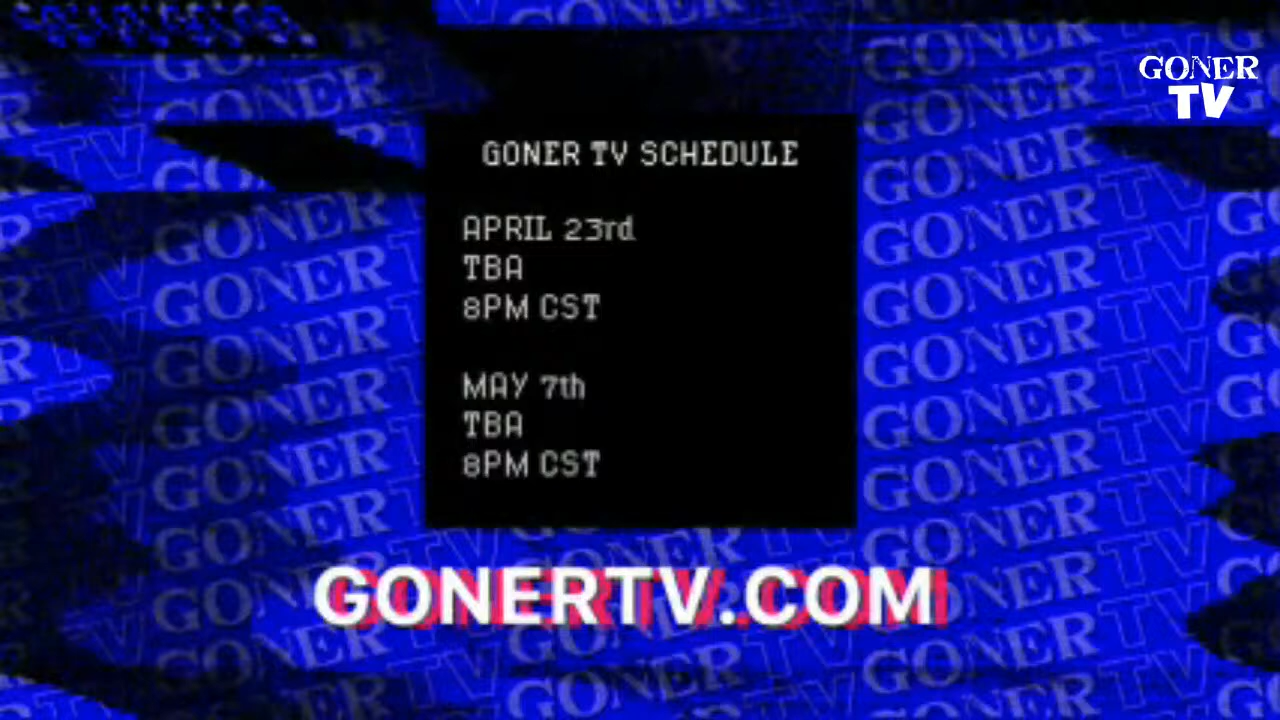 GONER
TV
GONER TV SCHEDULE
APRIL 23rd
TBA
8PM CST
MAY 7th
TBA
8PM CST
GONERTV.COM